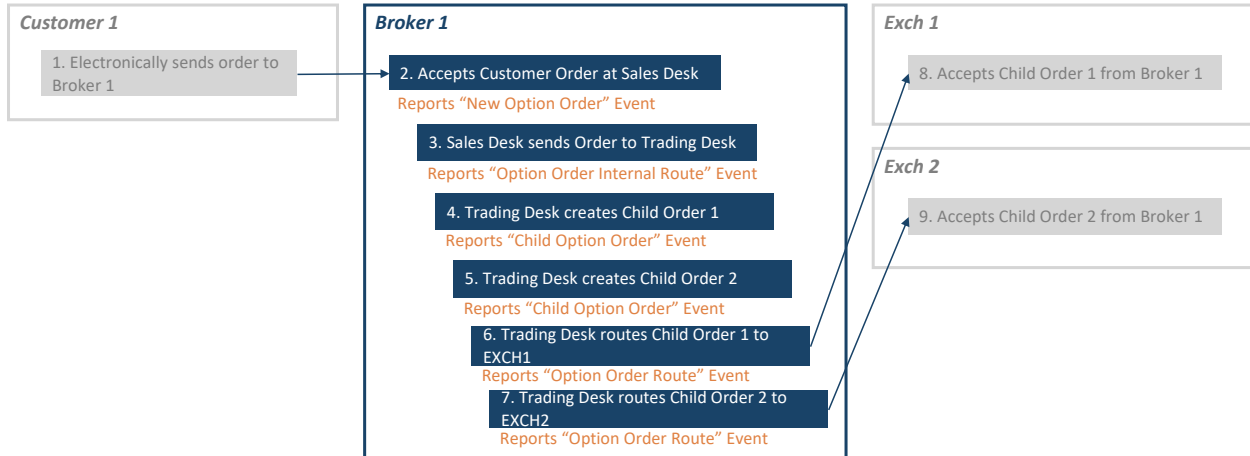 Customer 1
1. Electronically sends order to
Broker 1
Broker 1
2. Accepts Customer Order at Sales Desk
Reports “New Option Order” Event
3. Sales Desk sends Order to Trading Desk
Reports “Option Order Internal Route” Event
4. Trading Desk creates Child Order 1
Reports “Child Option Order” Event
5. Trading Desk creates Child Order 2
Reports “Child Option Order” Event
6. Trading Desk routes Child Order 1 to
EXCH1
Reports “Option Order Route” Event
7. Trading Desk routes Child Order 2 to
EXCH2
Reports “Option Order Route” Event
Exch 1
8. Accepts Child Order 1 from Broker 1
Exch 2
9. Accepts Child Order 2 from Broker 1